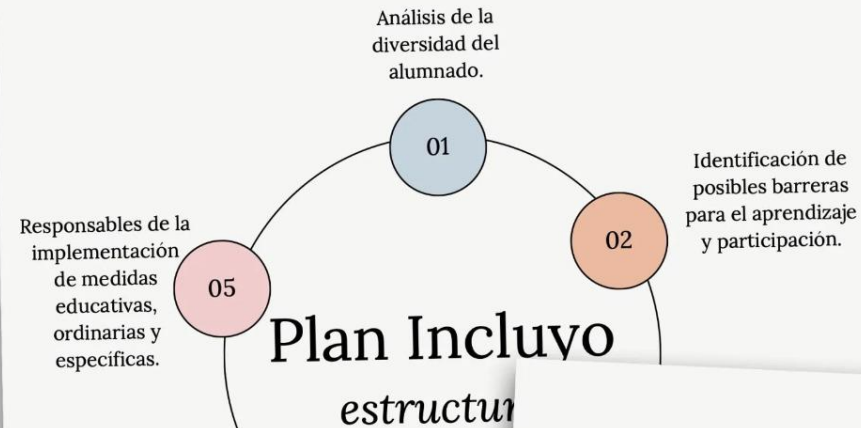 Análisis de la
diversidad del
alumnado.
01
Identificación de
posibles barreras
para el aprendizaje
y participación.
02
Responsables de la
implementación
de medidas
educativas,
ordinarias y
específicas.
05
Plan Incluyo